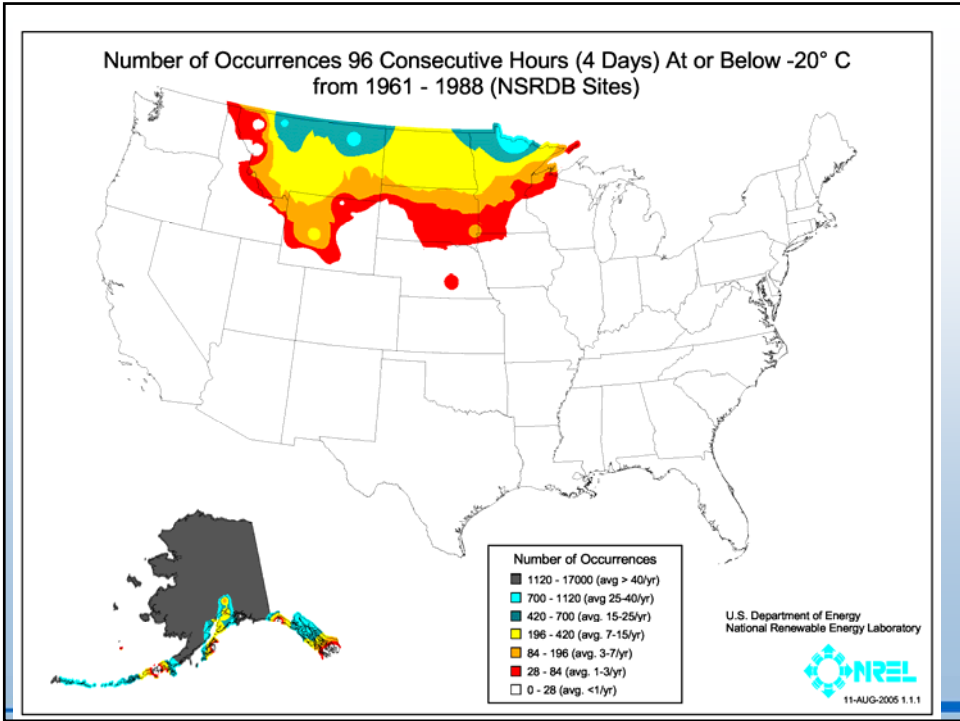 Number of Occurrences 96 Consecutive Hours (4 Days) At or Below -20° C
from 1961 - 1988 (NSRDB Sites)
Number of Occurrences
1120 - 17000 (avg > 40/yr)
700 - 1120 (avg 25-40/yr)
420 - 700 (avg. 15-25/yr)
196 - 420 (avg. 7-15/yr)
84 - 196 (avg. 3-7/yr)
28 - 84 (avg. 1-3/yr)
0 - 28 (avg. <1/yr)
U.S. Department of Energy
National Renewable Energy Laboratory
NREL
11-AUG-2005 1.1.1